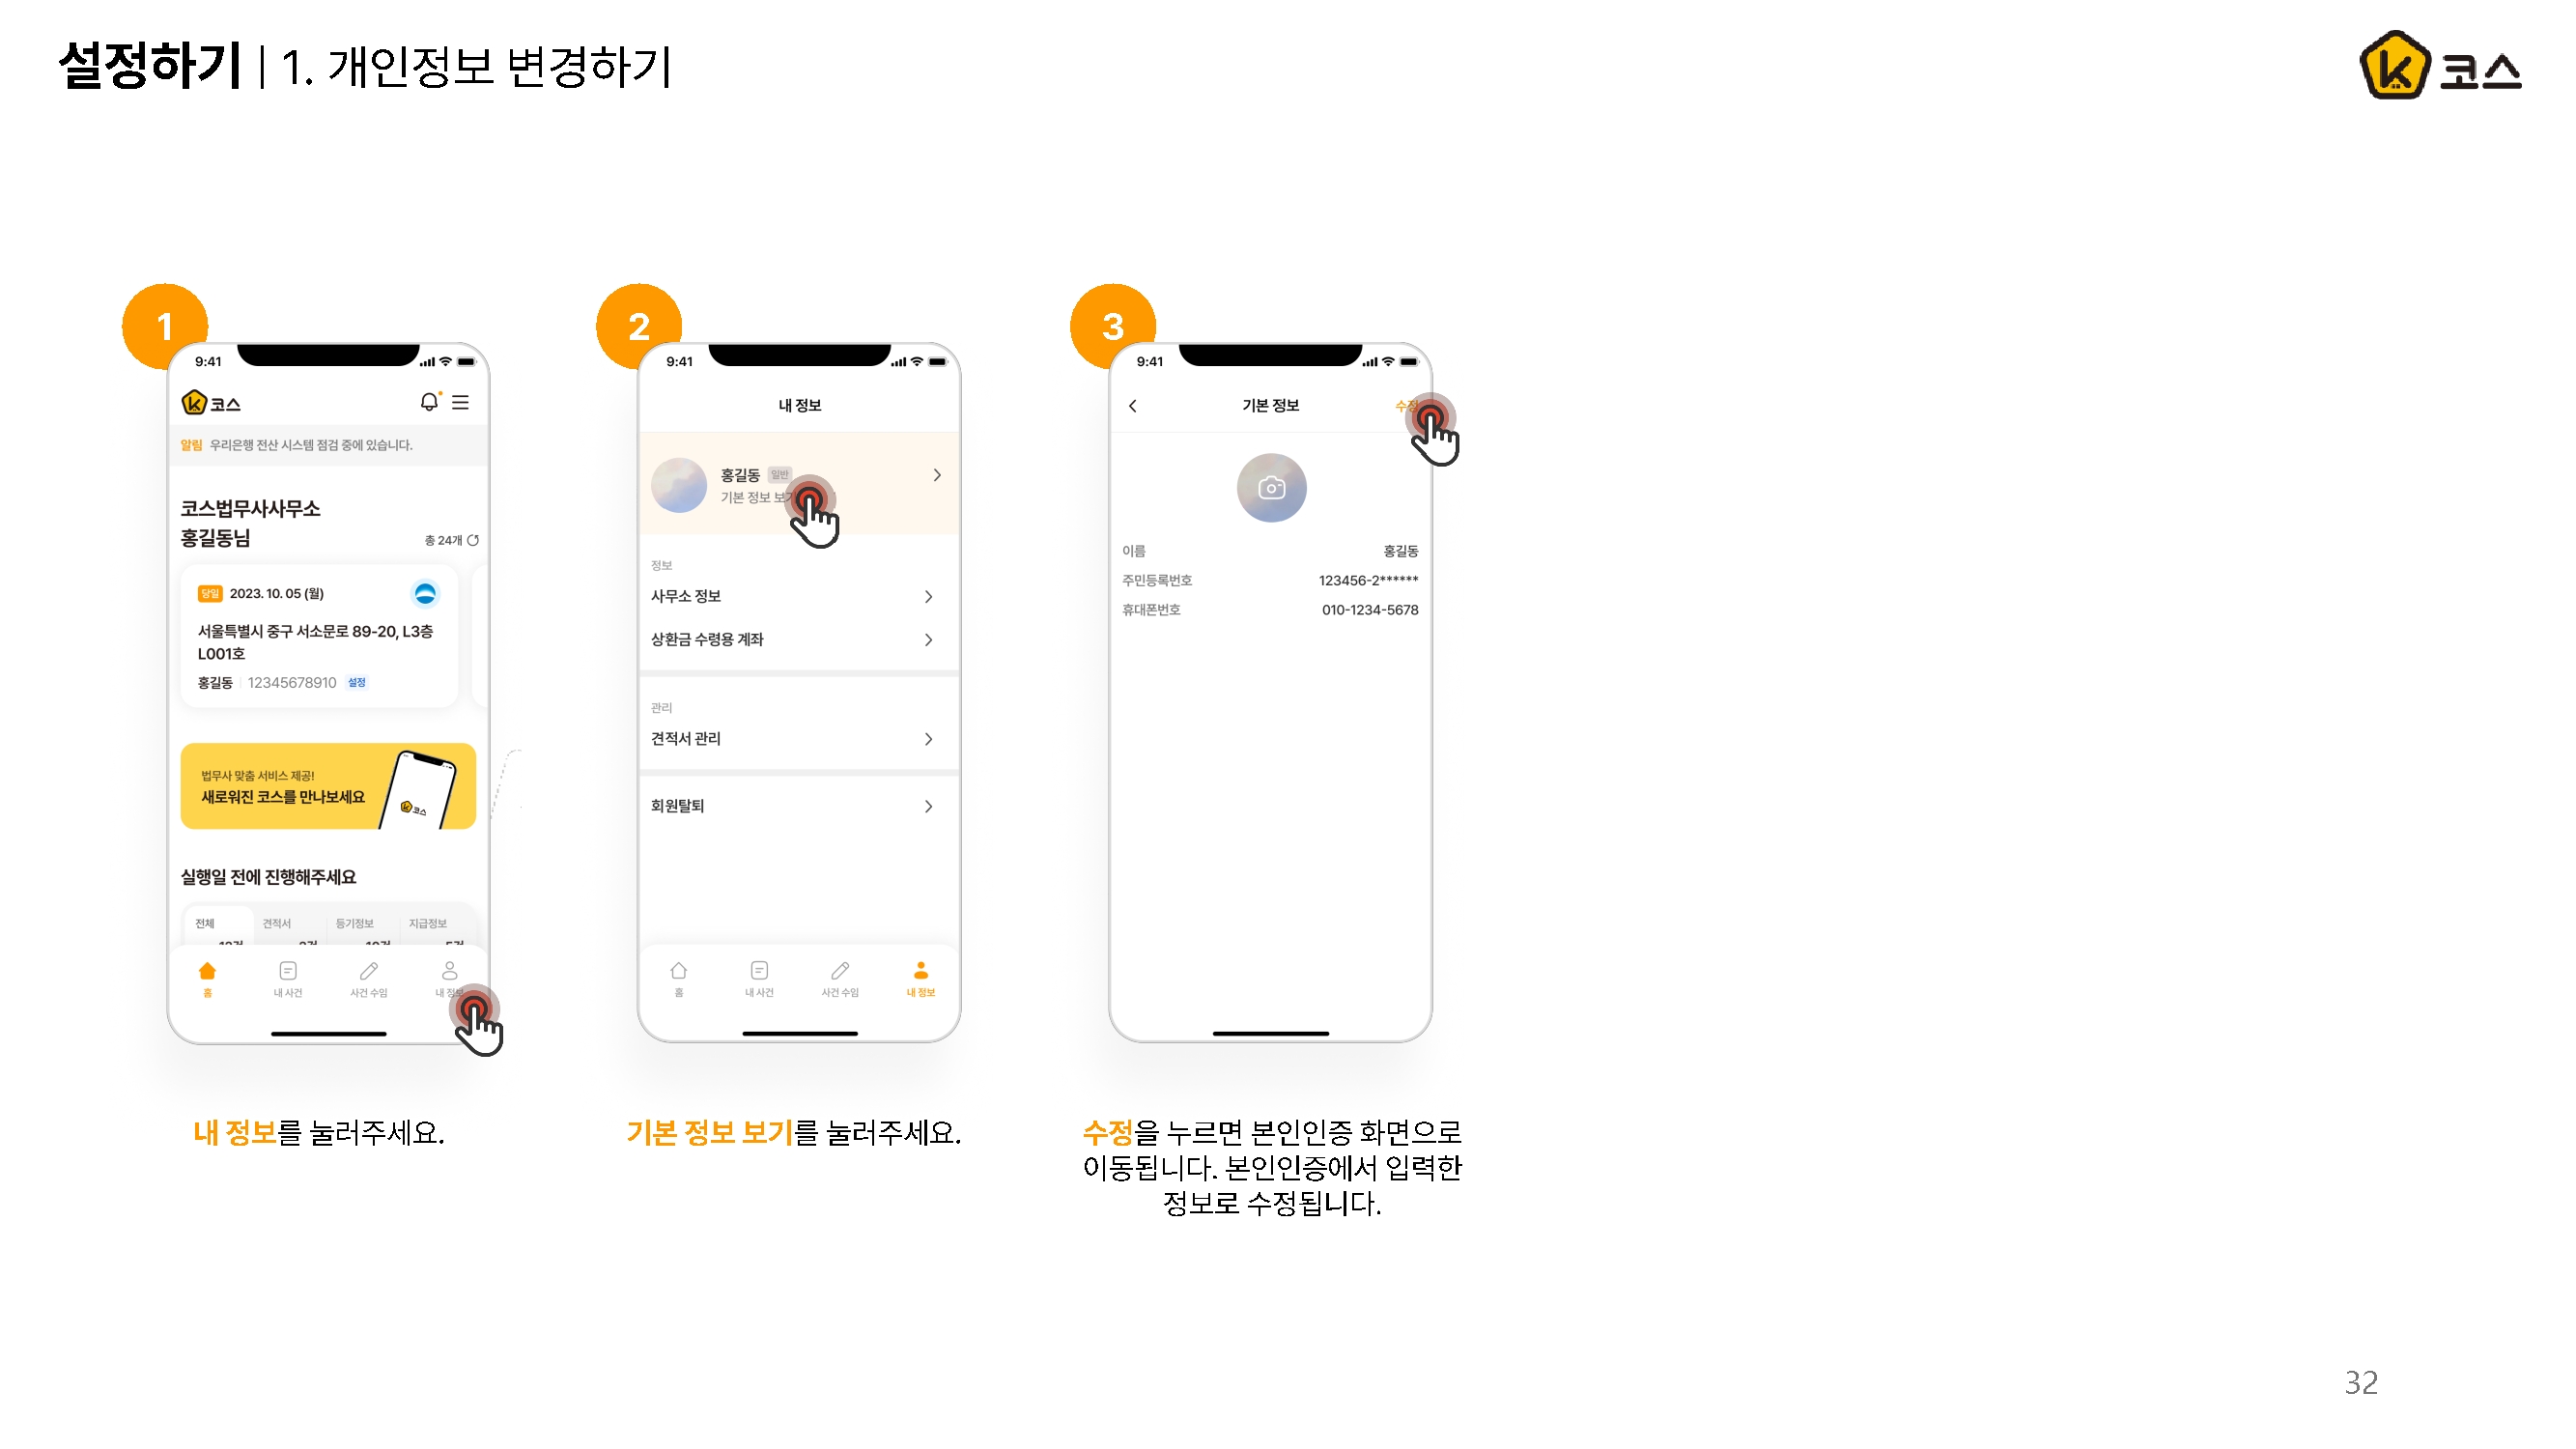 설정하기 | 1. 개인정보 변경하기
코스
1
9:41
코스
알림 우리은행 전산 시스템 점검 중에 있습니다.
코스법무사사무소
홍길동님
총 24개
당일 2023. 10. 05 (월)
서울특별시 중구 서소문로 89-20, L3층
L001호
홍길동 | 12345678910 설정
법무사 맞춤 서비스 제공!
새로워진 코스를 만나보세요
코스
실행일 전에 진행해주세요
전체 견적서 등기정보 지급정보
홈 내 사건 사건 수임 내 정보
내 정보를 눌러주세요.
2
9:41
내 정보
홍길동 일반
기본 정보 보기
정보
사무소 정보
상환금 수령용 계좌
관리
견적서 관리
회원탈퇴
홈 내 사건 사건 수임 내 정보
기본 정보 보기를 눌러주세요.
3
9:41
기본 정보 수정
이름 홍길동
주민등록번호 123456-2******
휴대폰번호 010-1234-5678
수정을 누르면 본인인증 화면으로
이동됩니다. 본인인증에서 입력한
정보로 수정됩니다.
32